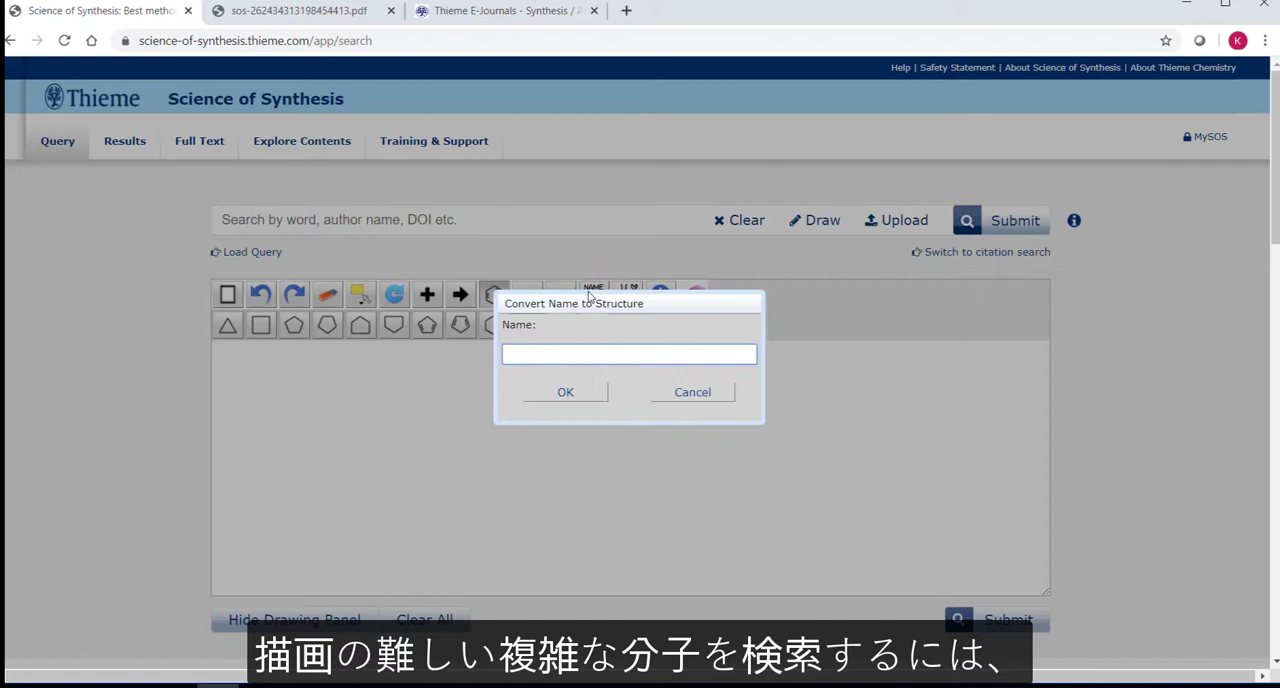 Science of Synthesis: Best metho
sos-262434313198454413.pdf
Thieme E-Journals - Synthesis / A
science-of-synthesis.thieme.com/app/search
K
Help | Safety Statement | About Science of Synthesis | About Thieme Chemistry
Thieme
Science of Synthesis
Query
Results
Full Text
Explore Contents
Training & Support
MySOS
Search by word, author name, DOI etc.
Clear
Draw
Upload
Submit
Load Query
Switch to citation search
NAME
Convert Name to Structure
Name:
OK
Cancel
Hide Drawing Panel
Clear All
Submit
描画の難しい複雑な分子を検索するには、